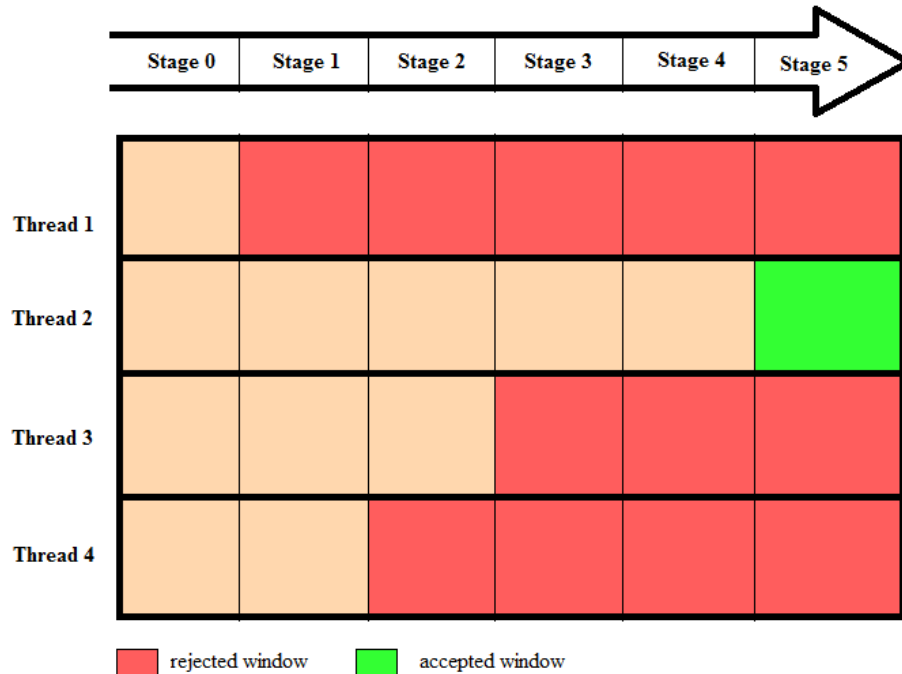 Stage 0 Stage 1 Stage 2 Stage 3 Stage 4 Stage 5
Thread 1
Thread 2
Thread 3
Thread 4
rejected window accepted window